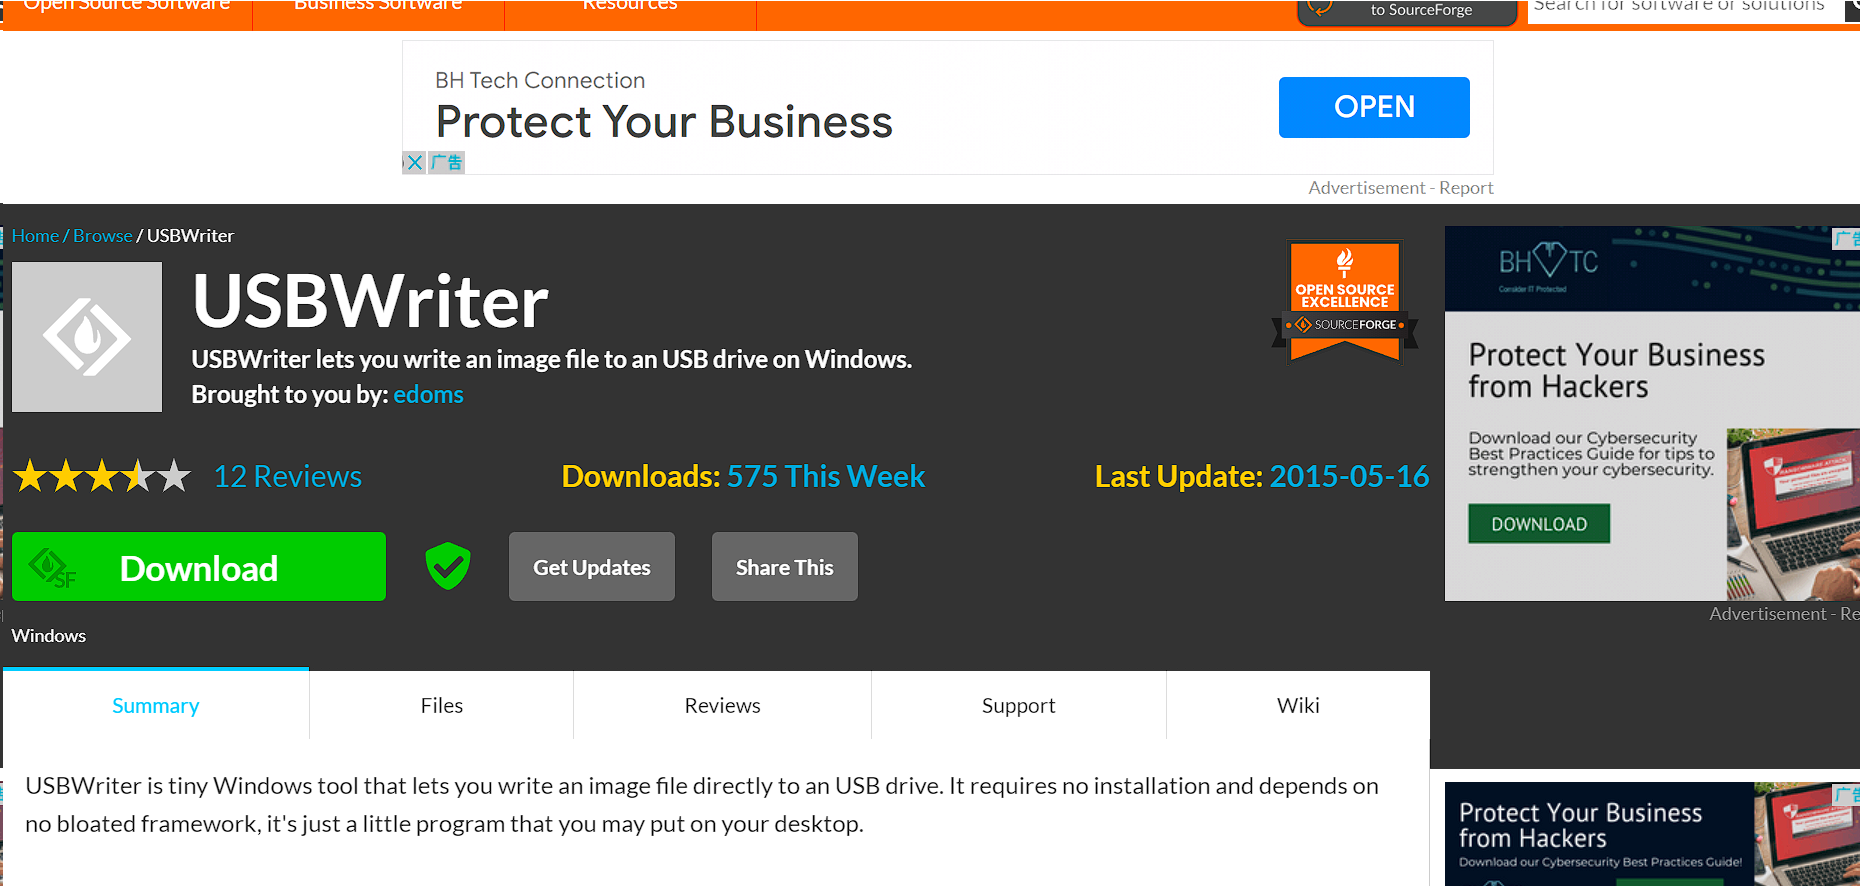 Open Source Software
Business Software
Resources
to SourceForge
Search for software or solutions
BH Tech Connection
Protect Your Business
OPEN
广告
Advertisement - Report
Home / Browse / USBWriter
USBWriter
USBWriter lets you write an image file to an USB drive on Windows.
Brought to you by: edoms
OPEN SOURCE
EXCELLENCE
SOURCEFORGE
12 Reviews
Downloads: 575 This Week
Last Update: 2015-05-16
SF
Download
Get Updates
Share This
Windows
广告
BH TC
Consider IT Protected
Protect Your Business
from Hackers
Download our Cybersecurity
Best Practices Guide for tips to
strengthen your cybersecurity.
DOWNLOAD
Advertisement - Re
Summary
Files
Reviews
Support
Wiki
USBWriter is tiny Windows tool that lets you write an image file directly to an USB drive. It requires no installation and depends on
no bloated framework, it's just a little program that you may put on your desktop.
广告
Protect Your Business
from Hackers
Download our Cybersecurity Best Practices Guide!